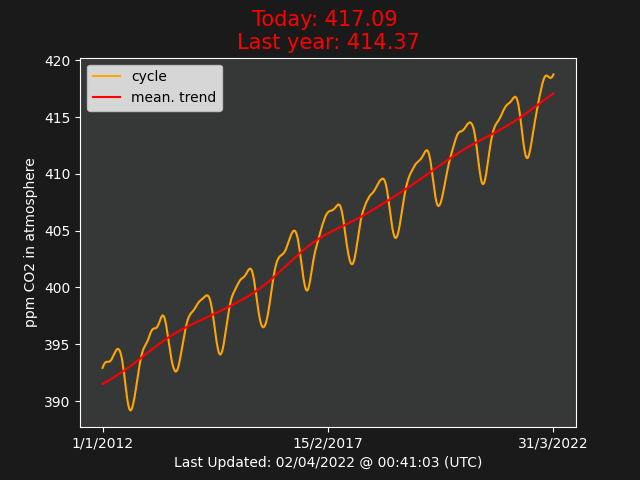 Today: 417.09
Last year: 414.37
cycle
mean. trend
ppm CO2 in atmosphere
420
415
410
405
400
395
390
1/1/2012
15/2/2017
31/3/2022
Last Updated: 02/04/2022 @ 00:41:03 (UTC)